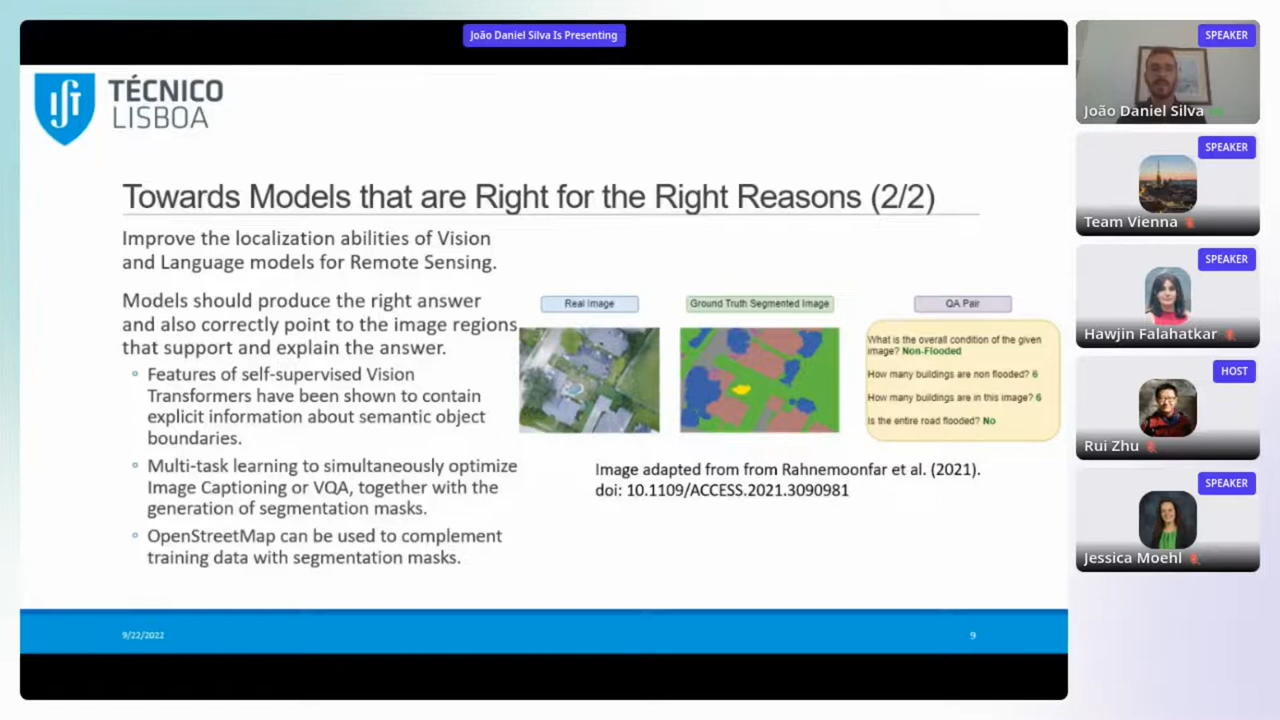 João Daniel Silva Is Presenting
TÉCNICO
LISBOA
Towards Models that are Right for the Right Reasons (2/2)
Improve the localization abilities of Vision
and Language models for Remote Sensing.
Models should produce the right answer
and also correctly point to the image regions
that support and explain the answer.
Features of self-supervised Vision
Transformers have been shown to contain
explicit information about semantic object
boundaries.
Multi-task learning to simultaneously optimize
Image Captioning or VQA, together with the
generation of segmentation masks.
OpenStreetMap can be used to complement
training data with segmentation masks.
Real Image
Ground Truth Segmented Image
QA Pair
What is the overall condition of the given
image? Non-Flooded
How many buildings are non flooded? 6
How many buildings are in this image? 6
Is the entire road flooded? No
Image adapted from from Rahnemoonfar et al. (2021).
doi: 10.1109/ACCESS.2021.3090981
9/22/2022
9
SPEAKER
João Daniel Silva
SPEAKER
Team Vienna
SPEAKER
Hawjin Falahatkar
HOST
Rui Zhu
SPEAKER
Jessica Moehl